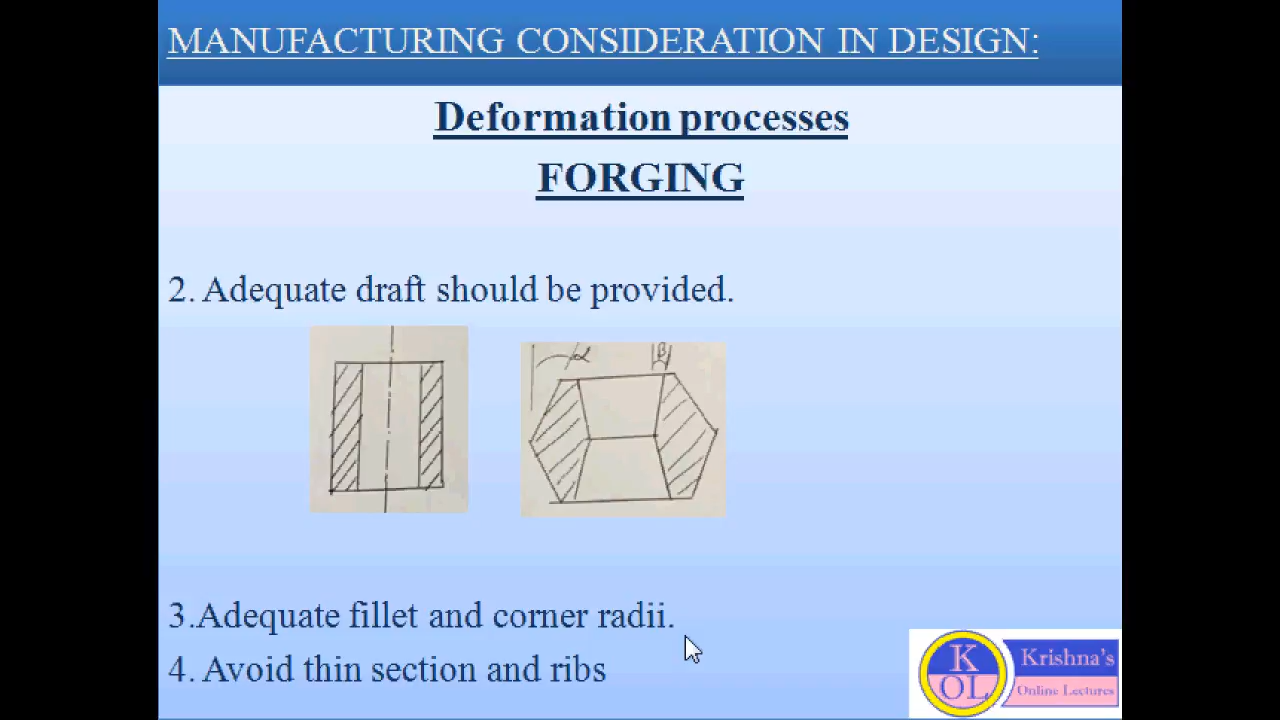 MANUFACTURING CONSIDERATION IN DESIGN:
Deformation processes
FORGING
2. Adequate draft should be provided.
α
β
3.Adequate fillet and corner radii.
4. Avoid thin section and ribs
K
OL
Krishna's
Online Lectures